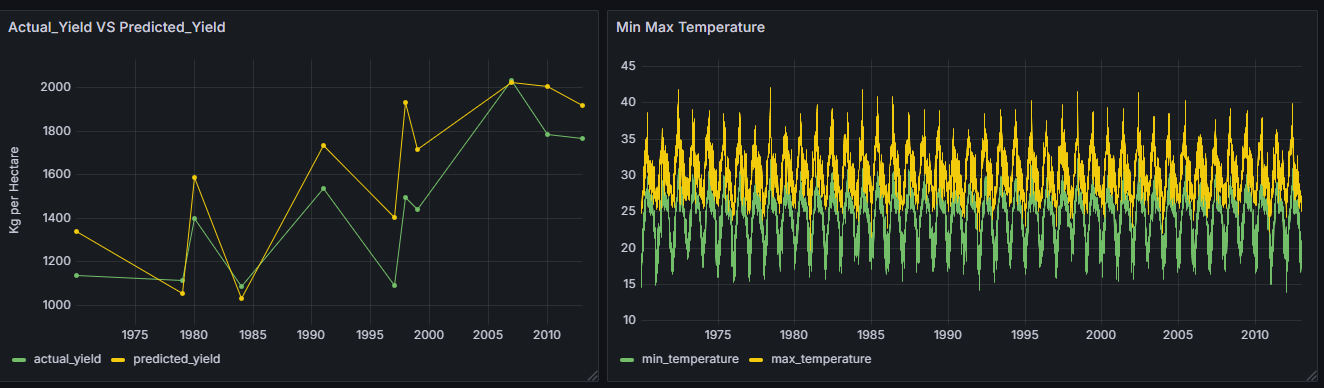 Actual_Yield VS Predicted_Yield
Kg per Hectare
2000
1800
1600
1400
1200
1000
1975 1980 1985 1990 1995 2000 2005 2010
actual_yield predicted_yield
Min Max Temperature
45
40
35
30
25
20
15
10
1975 1980 1985 1990 1995 2000 2005 2010
min_temperature max_temperature